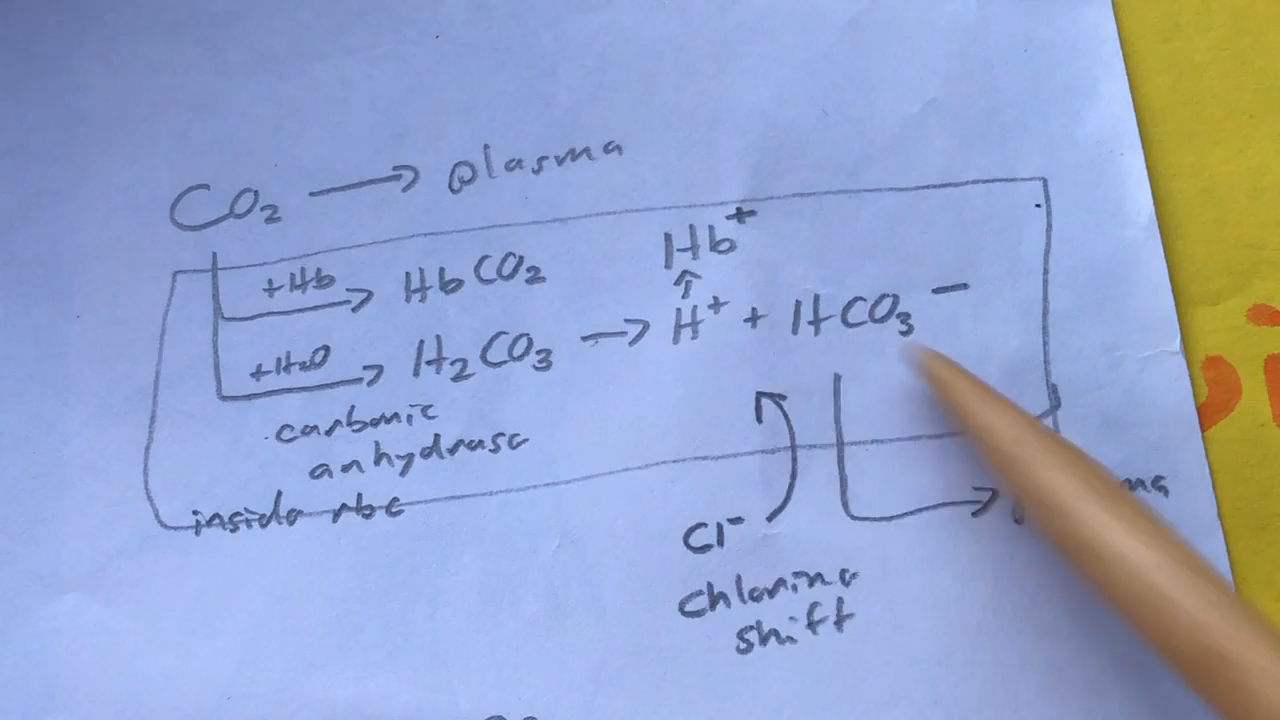 CO₂ → plasma
Hb⁺
↑
+Hb → HbCO₂
+H₂O → H₂CO₃ → H⁺ + HCO₃⁻
carbonic
anhydrase
inside rbc
Cl⁻
chlorine
shift